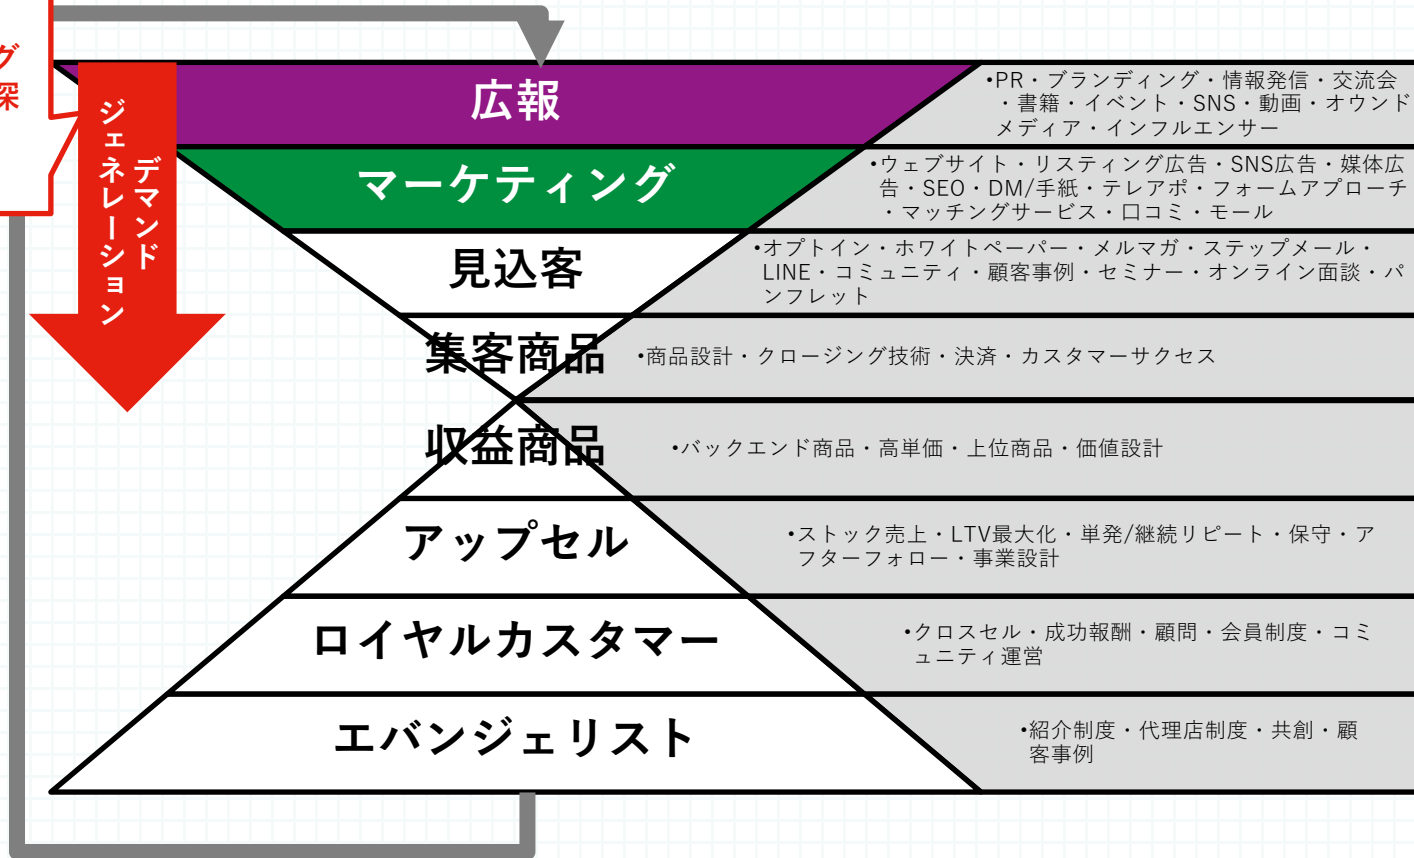 グ
探
ジェネレーション
デマンド
広報
•PR・ブランディング・情報発信・交流会
・書籍・イベント・SNS・動画・オウンド
メディア・インフルエンサー
マーケティング
•ウェブサイト・リスティング広告・SNS広告・媒体広
告・SEO・DM/手紙・テレアポ・フォームアプローチ
・マッチングサービス・口コミ・モール
見込客
•オプトイン・ホワイトペーパー・メルマガ・ステップメール・
LINE・コミュニティ・顧客事例・セミナー・オンライン面談・パ
ンフレット
集客商品
•商品設計・クロージング技術・決済・カスタマーサクセス
収益商品
•バックエンド商品・高単価・上位商品・価値設計
アップセル
•ストック売上・LTV最大化・単発/継続リピート・保守・ア
フターフォロー・事業設計
ロイヤルカスタマー
•クロスセル・成功報酬・顧問・会員制度・コミ
ュニティ運営
エバンジェリスト
•紹介制度・代理店制度・共創・顧
客事例